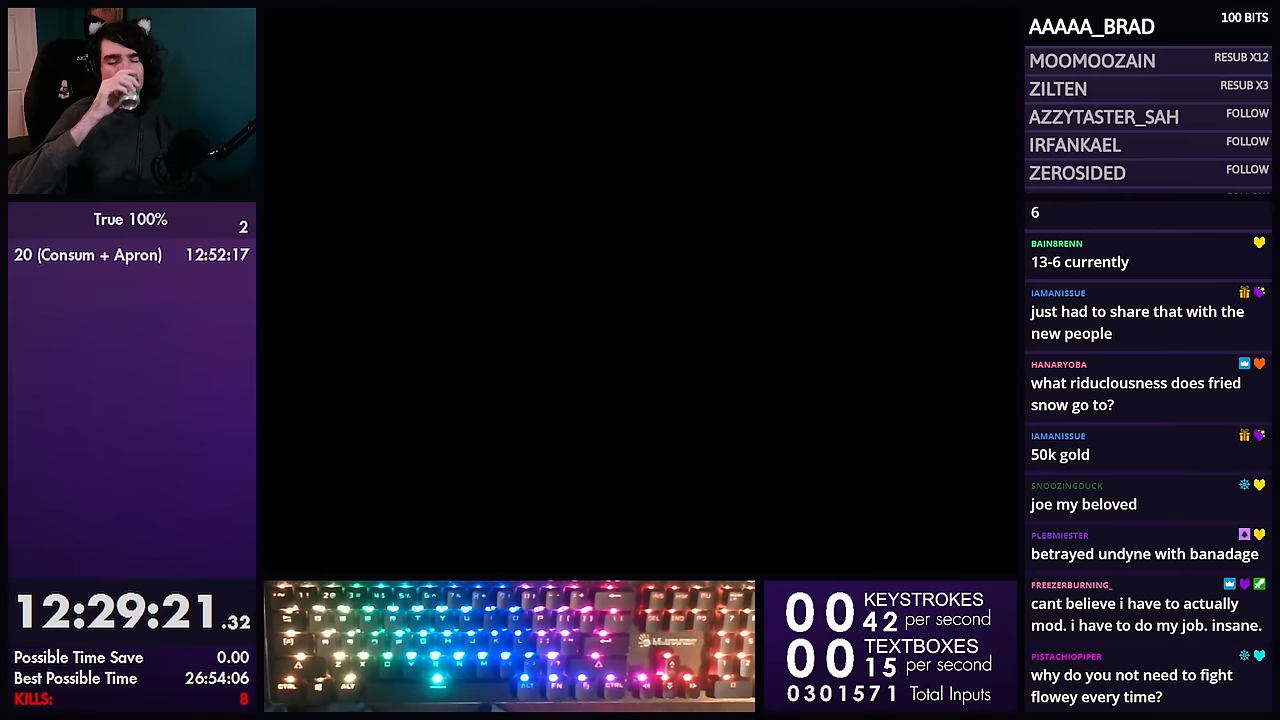 AAAAA_BRAD 100 BITS
MOOMOOZAIN RESUB X12
ZILTEN RESUB X3
AZZYTASTER_SAH FOLLOW
IRFANKAEL FOLLOW
ZEROSIDED FOLLOW
True 100% 2
20 (Consum + Apron) 12:52:17
12:29:21.32
Possible Time Save 0.00
Best Possible Time 26:54:06
KILLS: 8
00 KEYSTROKES
42 per second
00 TEXTBOXES
15 per second
0301571 Total Inputs
6
BAIN8RENN
13-6 currently
IAMANISSUE
just had to share that with the
new people
HANARYOBA
what riduclousness does fried
snow go to?
IAMANISSUE
50k gold
SNOOZINGDUCK
joe my beloved
PLEBMIESTER
betrayed undyne with banadage
FREEZERBURNING_
cant believe i have to actually
mod. i have to do my job. insane.
PISTACHIOPIPER
why do you not need to fight
flowey every time?